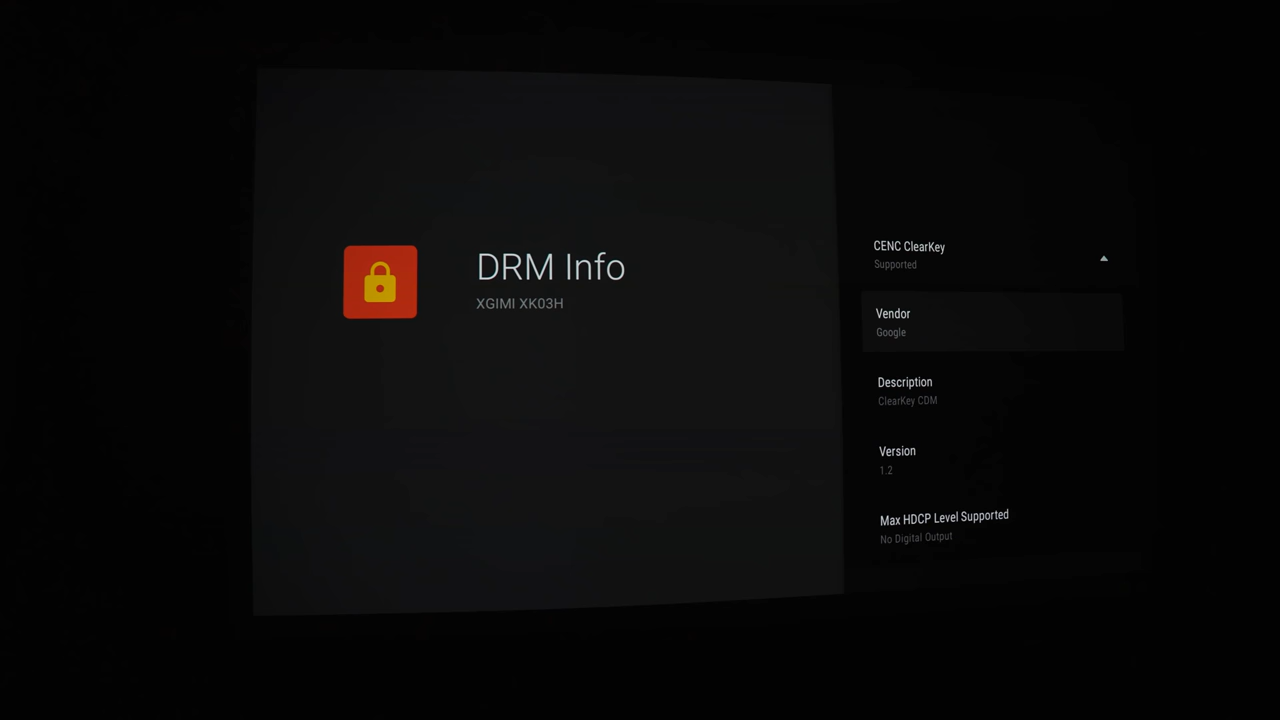 DRM Info
XGIMI XK03H
CENC ClearKey
Supported
Vendor
Google
Description
ClearKey CDM
Version
1.2
Max HDCP Level Supported
No Digital Output